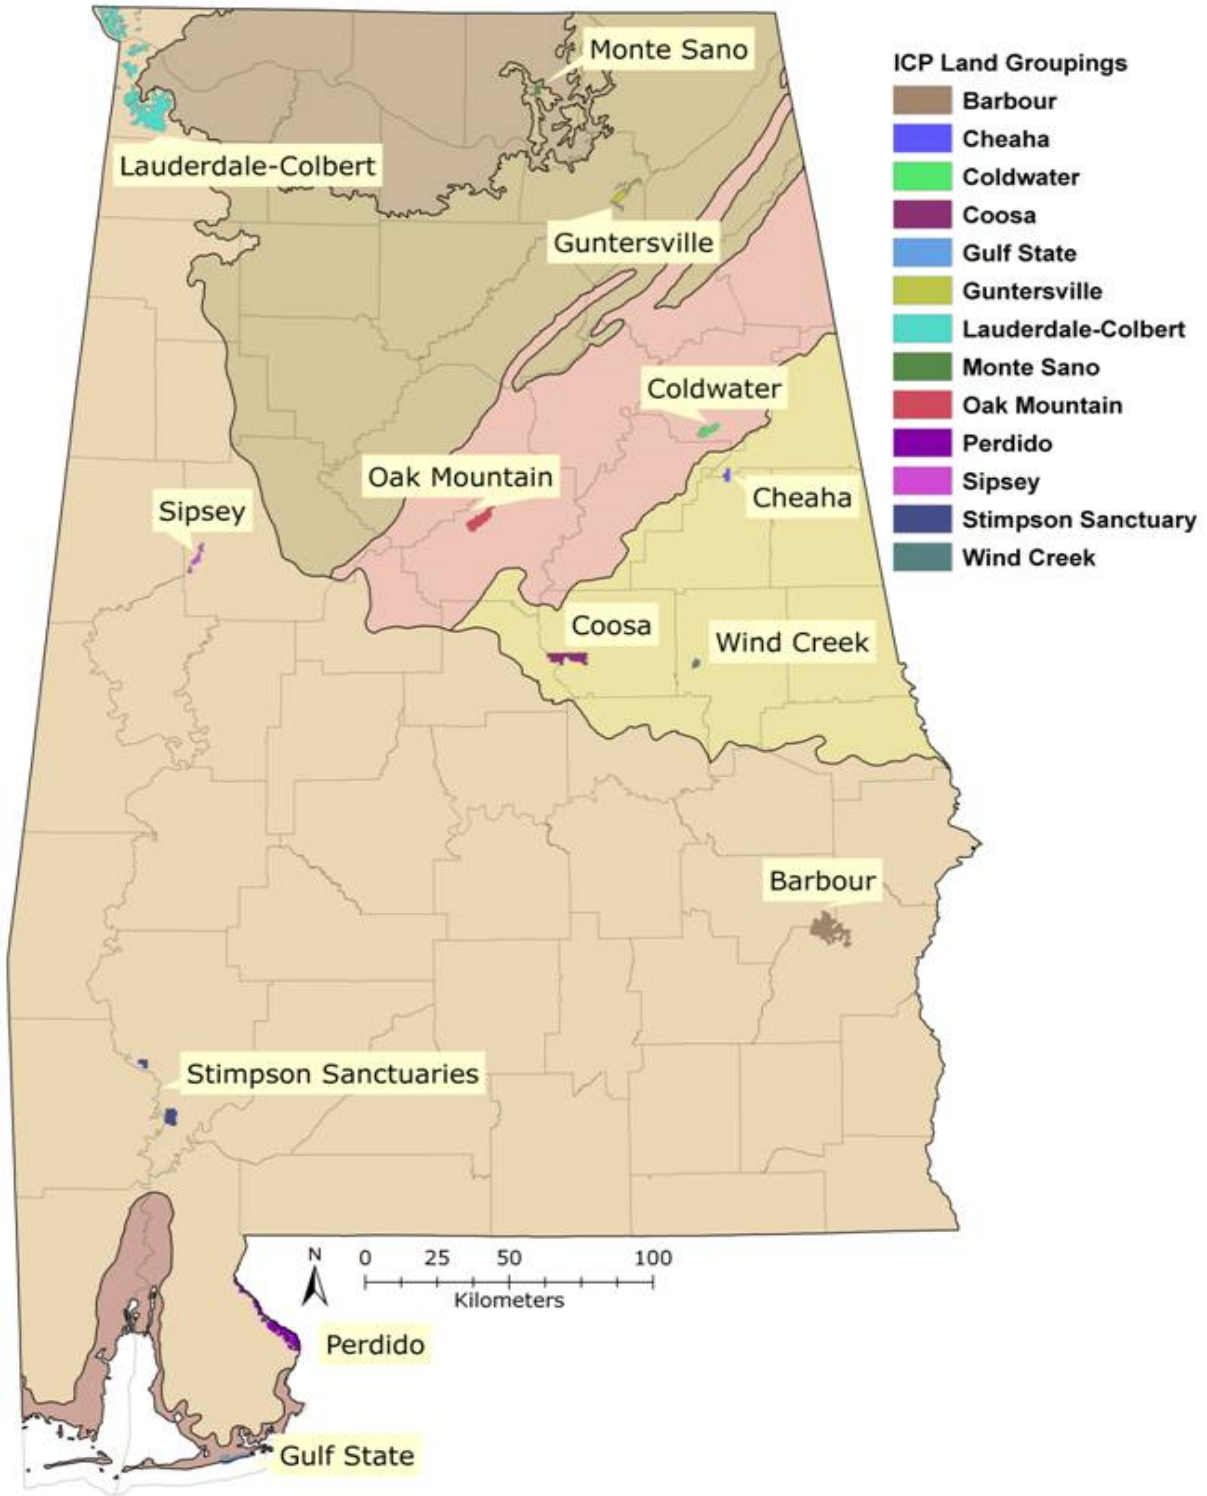 Monte Sano
Lauderdale-Colbert
Guntersville
Coldwater
Oak Mountain
Cheaha
Sipsey
Coosa
Wind Creek
Barbour
Stimpson Sanctuaries
N
0 25 50 100
Kilometers
Perdido
Gulf State
ICP Land Groupings
Barbour
Cheaha
Coldwater
Coosa
Gulf State
Guntersville
Lauderdale-Colbert
Monte Sano
Oak Mountain
Perdido
Sipsey
Stimpson Sanctuary
Wind Creek